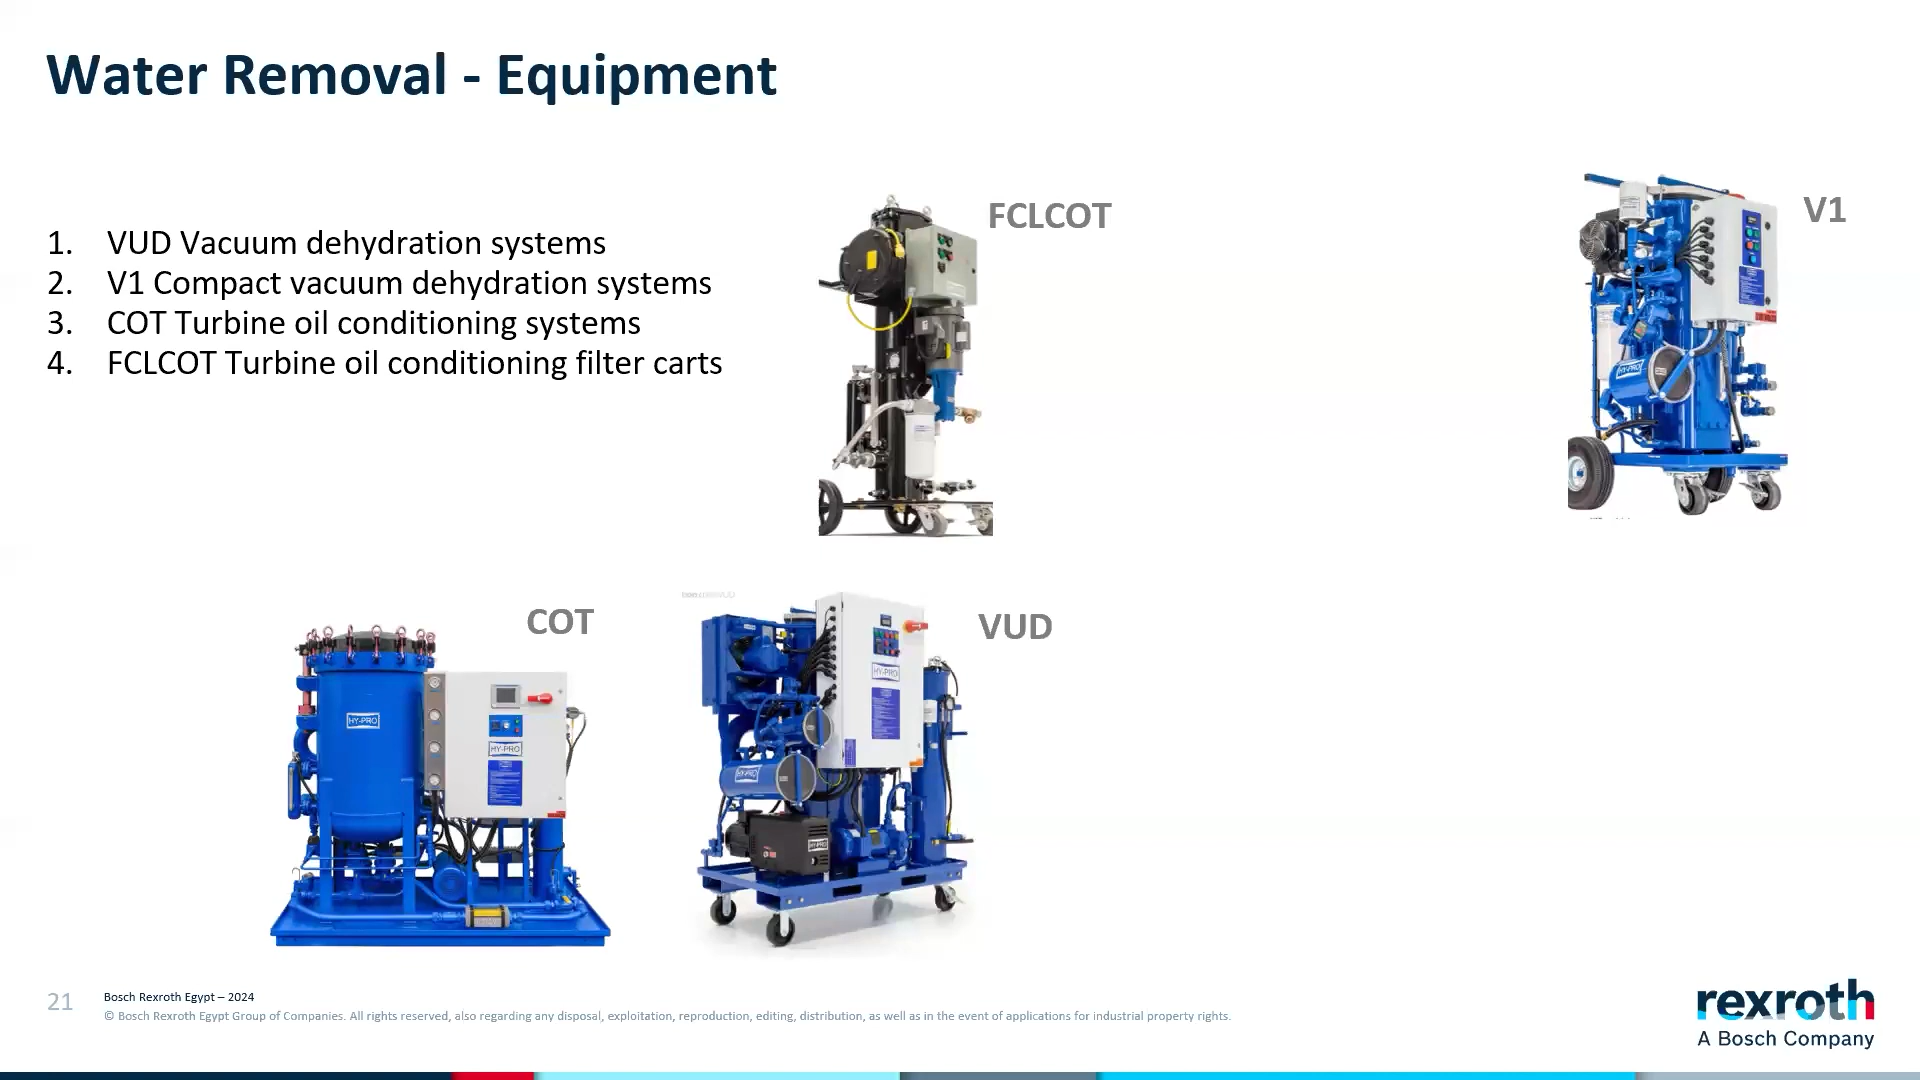 Water Removal - Equipment
1. VUD Vacuum dehydration systems
2. V1 Compact vacuum dehydration systems
3. COT Turbine oil conditioning systems
4. FCLCOT Turbine oil conditioning filter carts
FCLCOT
V1
HY-PRO
COT
VUD
HY-PRO
HY-PRO
HY-PRO
HY-PRO
HY-PRO
21
Bosch Rexroth Egypt – 2024
© Bosch Rexroth Egypt Group of Companies. All rights reserved, also regarding any disposal, exploitation, reproduction, editing, distribution, as well as in the event of applications for industrial property rights.
rexroth
A Bosch Company